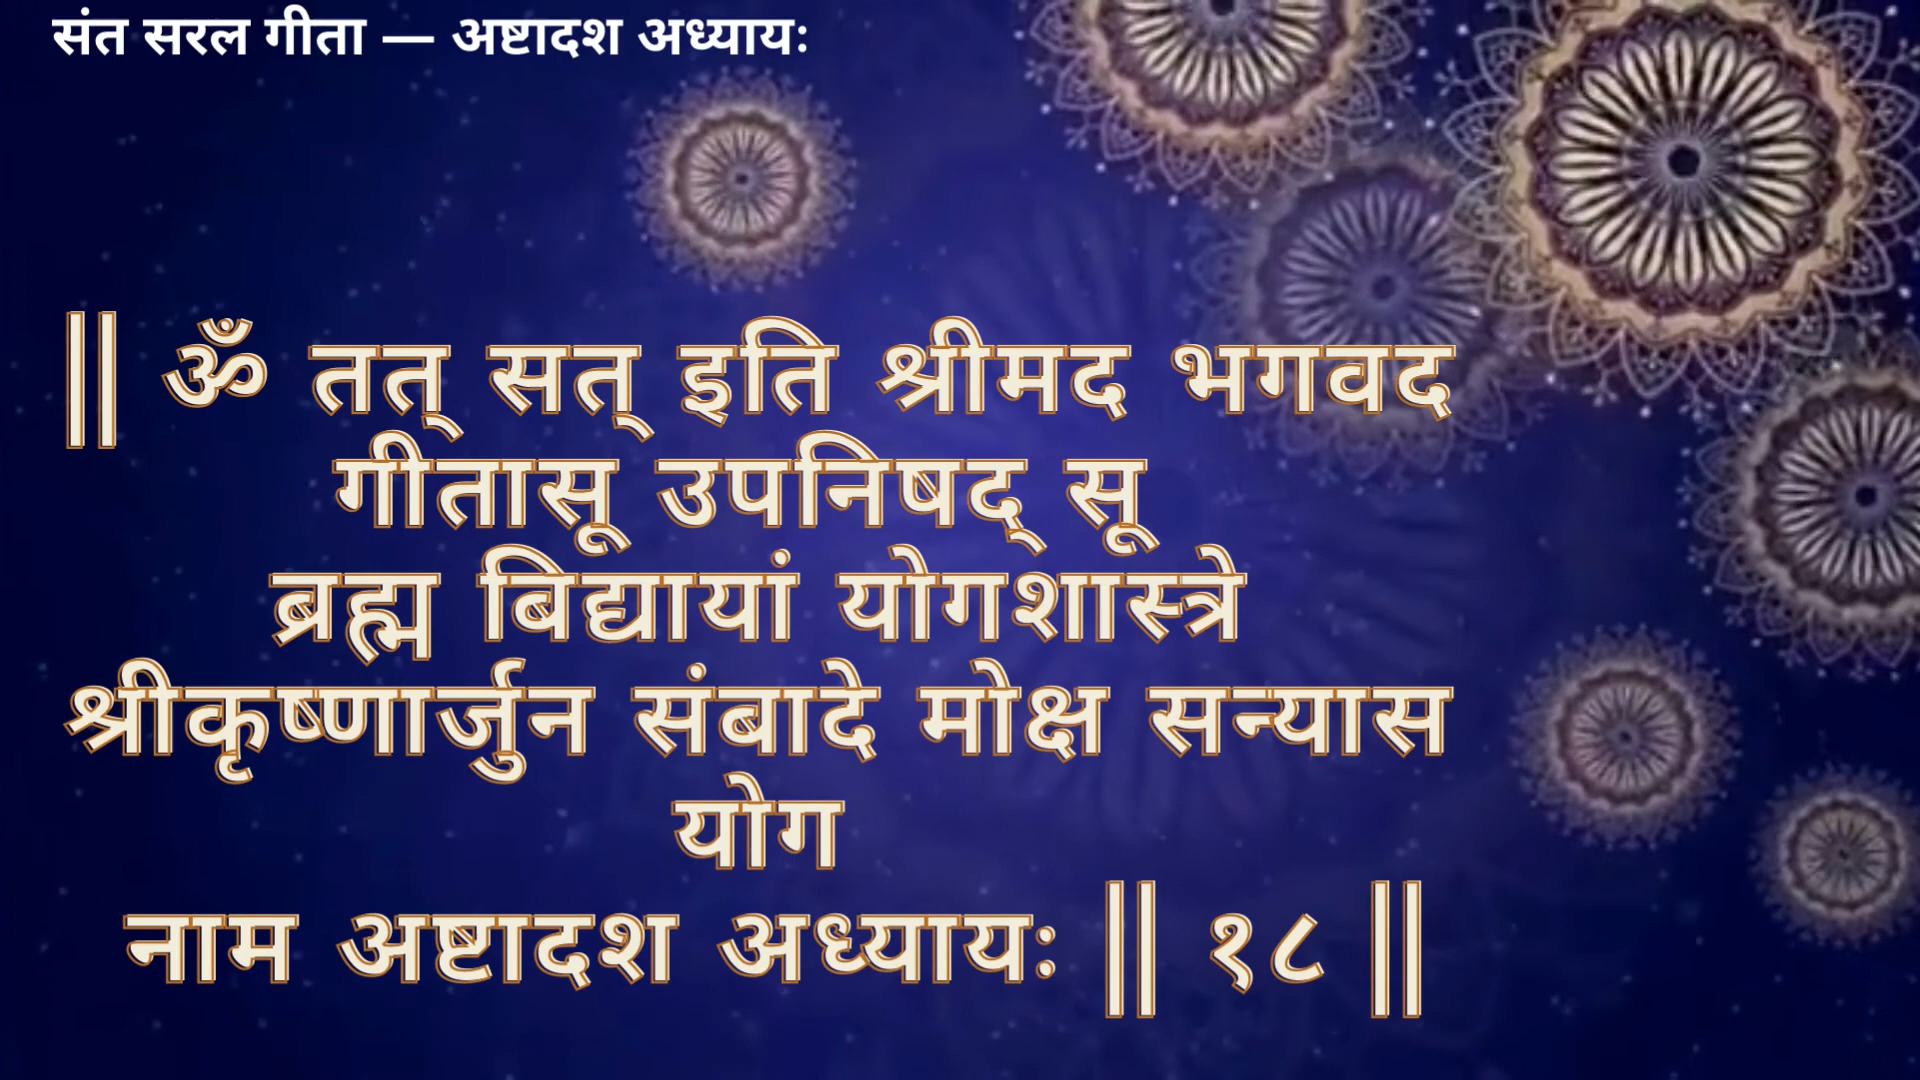 संत सरल गीता — अष्टादश अध्यायः
|| ॐ तत् सत् इति श्रीमद भगवद
गीतासू उपनिषद् सू
ब्रह्म बिद्यायां योगशास्त्रे
श्रीकृष्णार्जुन संबादे मोक्ष सन्यास
योग
नाम अष्टादश अध्यायः || १८ ||